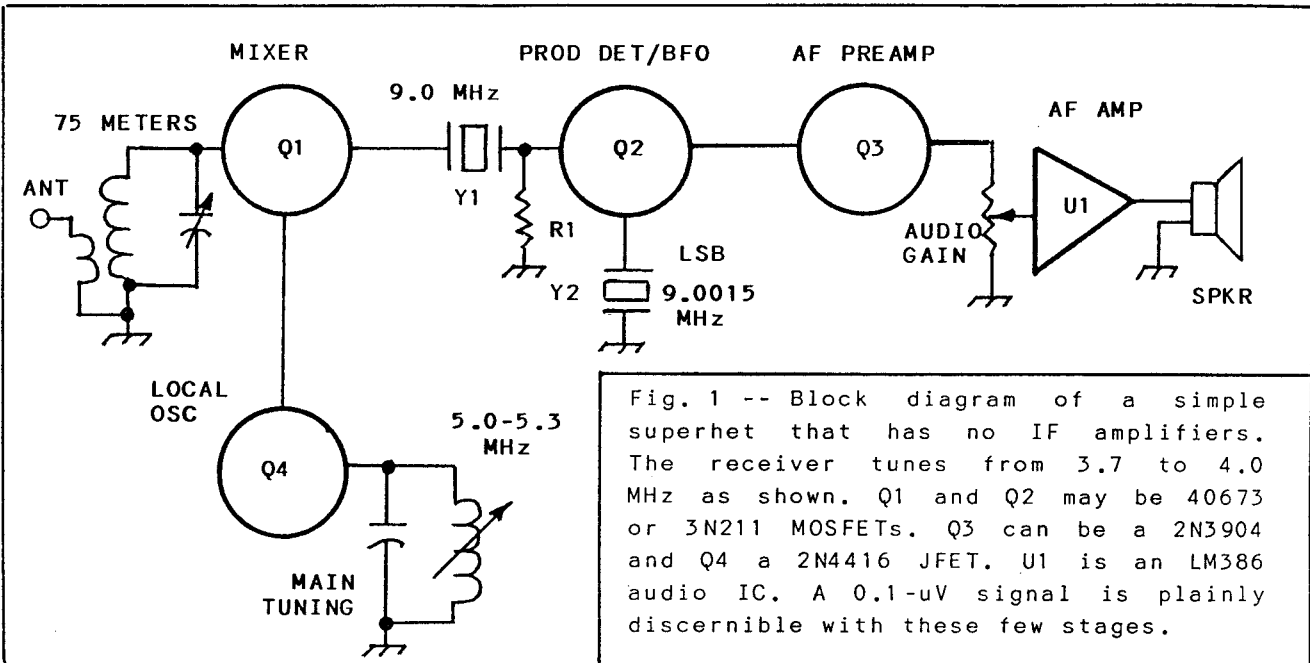 MIXER
PROD DET/BFO
AF PREAMP
9.0 MHz
AF AMP
75 METERS
Q1
Q2
Q3
ANT
Y1
U1
R1
AUDIO
GAIN
LSB
Y2
9.0015
MHz
SPKR
LOCAL
OSC
5.0-5.3
MHz
Q4
MAIN
TUNING
Fig. 1 -- Block diagram of a simple
superhet that has no IF amplifiers.
The receiver tunes from 3.7 to 4.0
MHz as shown. Q1 and Q2 may be 40673
or 3N211 MOSFETs. Q3 can be a 2N3904
and Q4 a 2N4416 JFET. U1 is an LM386
audio IC. A 0.1-uV signal is plainly
discernible with these few stages.